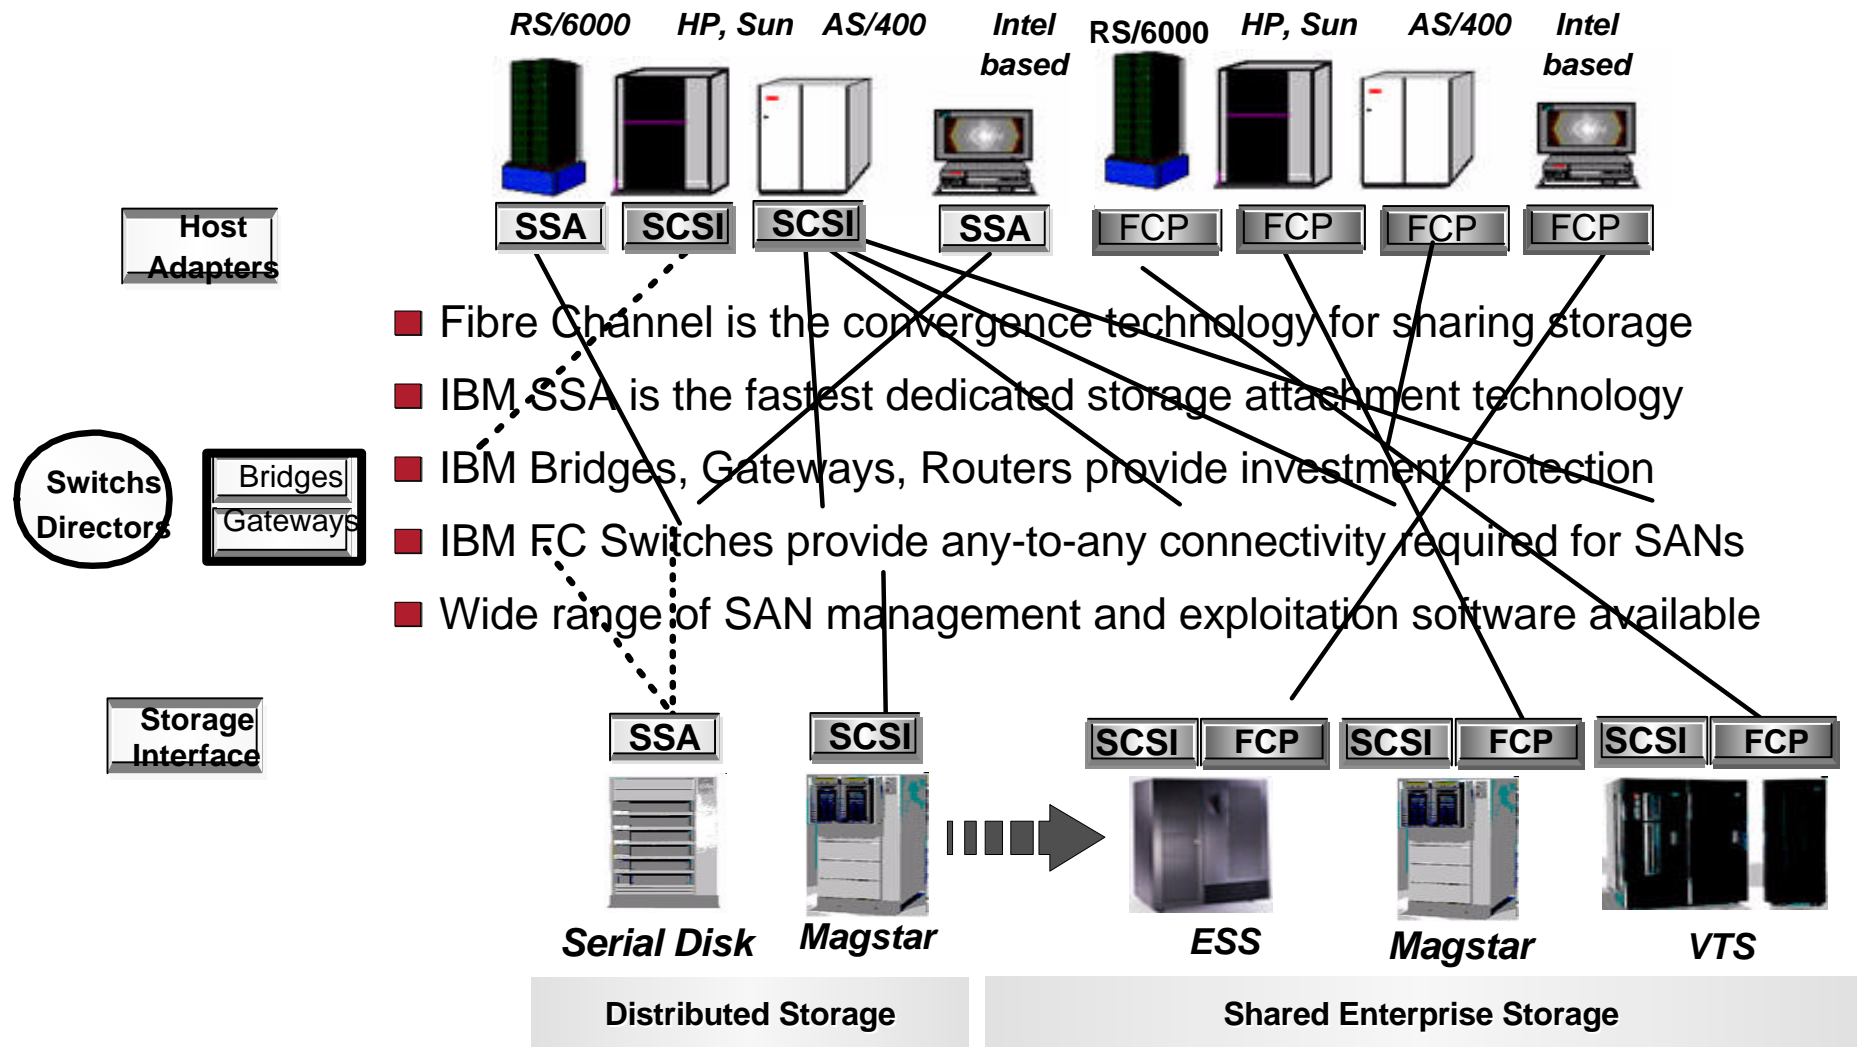 RS/6000 HP, Sun AS/400 Intel based RS/6000 HP, Sun AS/400 Intel based
SSA SCSI SCSI SSA FCP FCP FCP FCP
Host
Adapters
Fibre Channel is the convergence technology for sharing storage
IBM SSA is the fastest dedicated storage attachment technology
IBM Bridges, Gateways, Routers provide investment protection
IBM FC Switches provide any-to-any connectivity required for SANs
Wide range of SAN management and exploitation software available
Switchs
Directors
Bridges
Gateways
Storage
Interface
SSA SCSI SCSI FCP SCSI FCP SCSI FCP
Serial Disk Magstar ESS Magstar VTS
Distributed Storage Shared Enterprise Storage